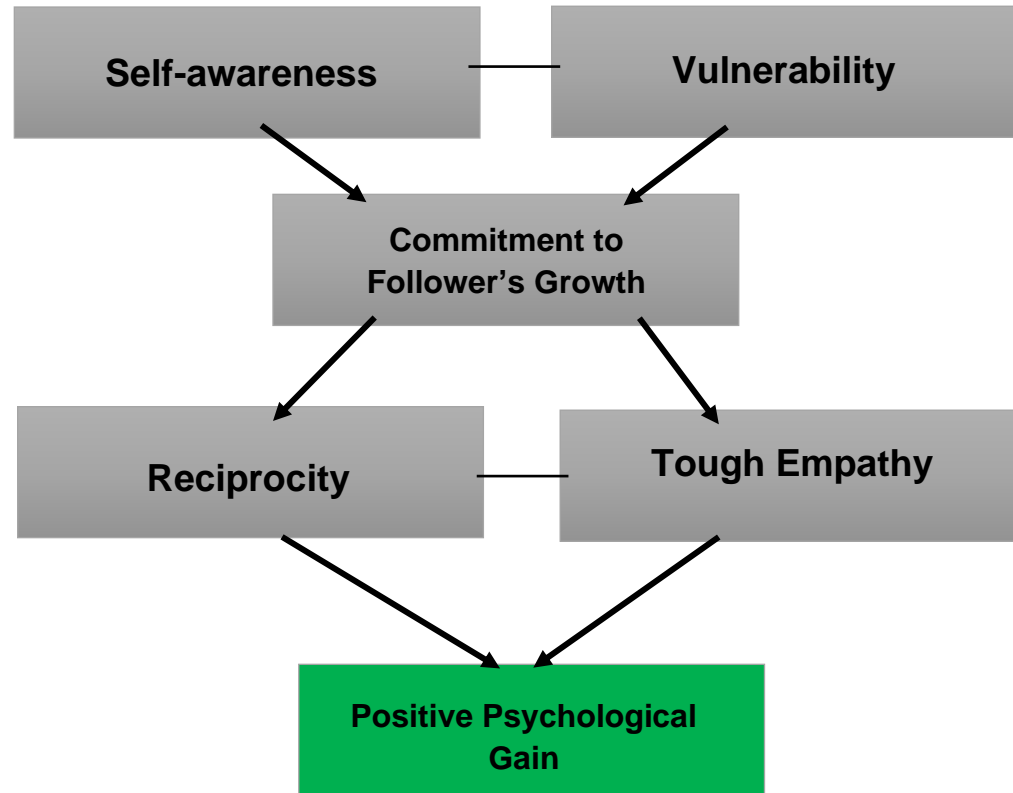 Self-awareness
Vulnerability
Commitment to
Follower’s Growth
Reciprocity
Tough Empathy
Positive Psychological
Gain